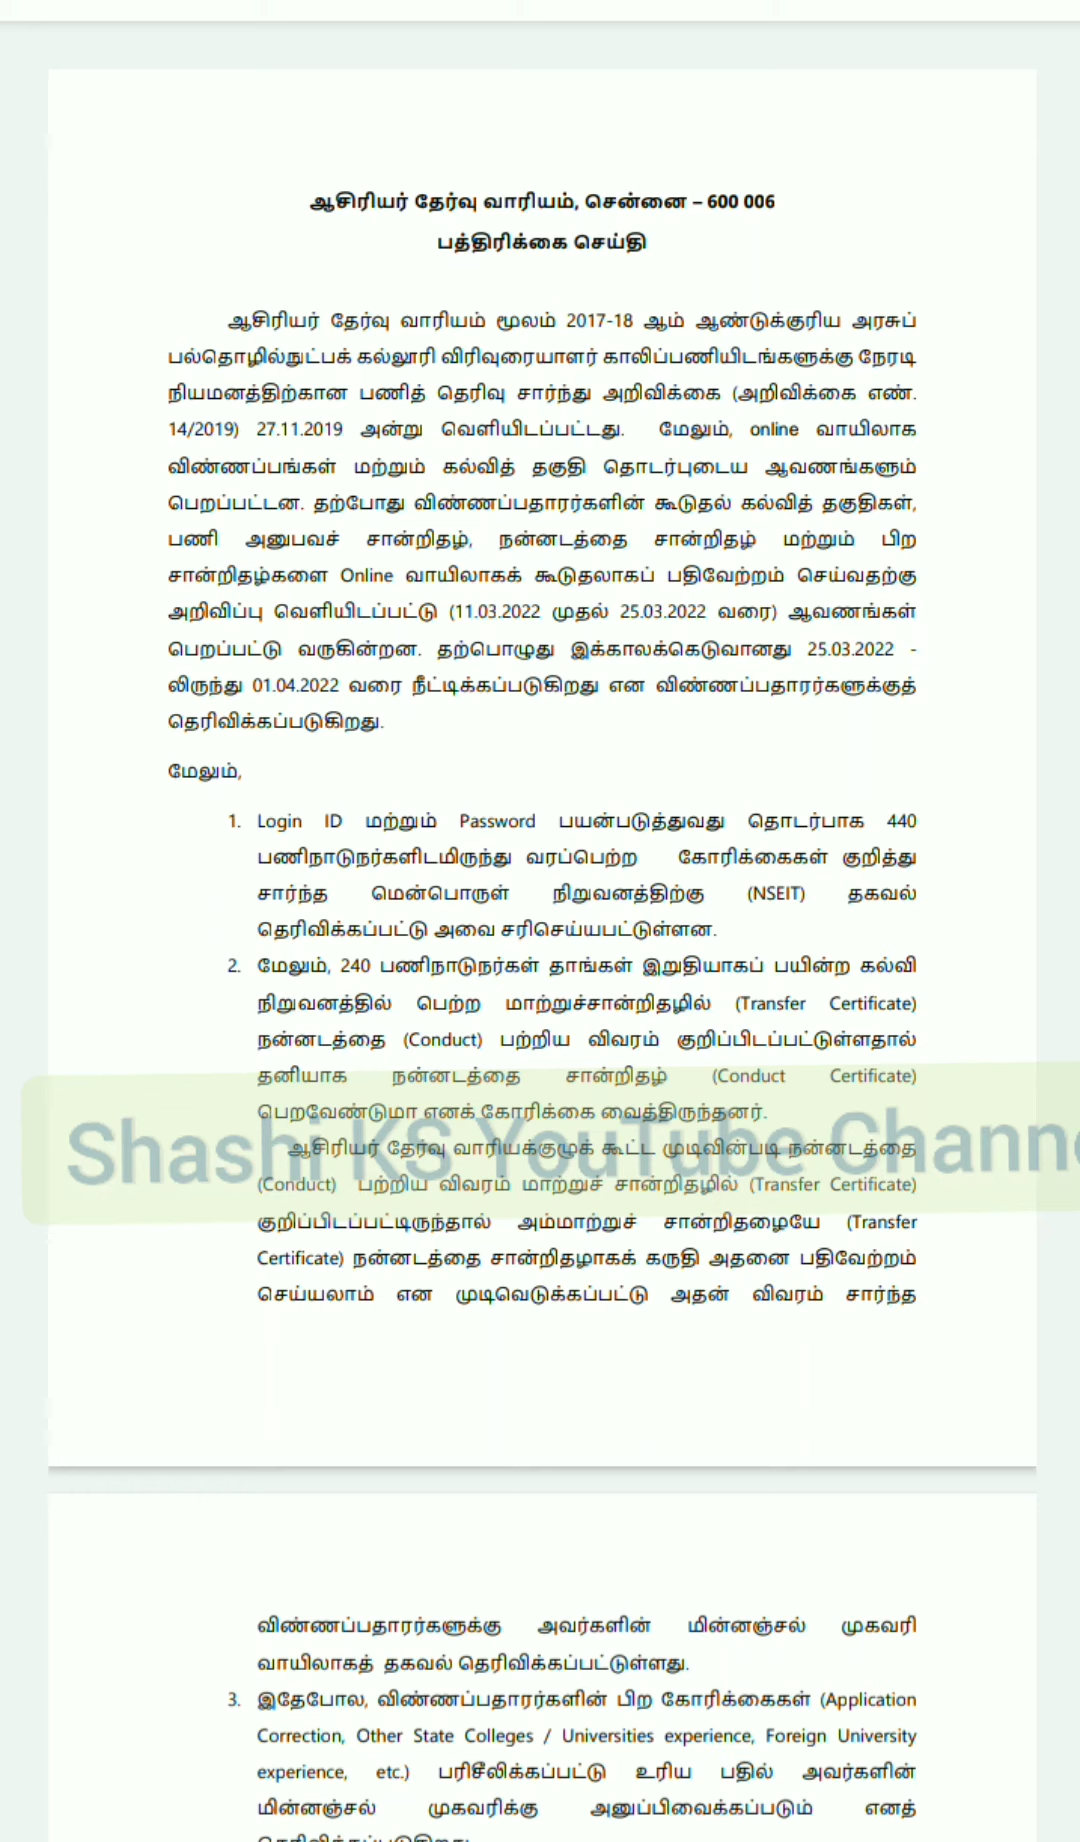 ஆசிரியர் தேர்வு வாரியம், சென்னை – 600 006
பத்திரிக்கை செய்தி
ஆசிரியர் தேர்வு வாரியம் மூலம் 2017-18 ஆம் ஆண்டுக்குரிய அரசுப்
பல்தொழில்நுட்பக் கல்லூரி விரிவுரையாளர் காலிப்பணியிடங்களுக்கு நேரடி
நியமனத்திற்கான பணித் தெரிவு சார்ந்து அறிவிக்கை (அறிவிக்கை எண்.
14/2019) 27.11.2019 அன்று வெளியிடப்பட்டது. மேலும், online வாயிலாக
விண்ணப்பங்கள் மற்றும் கல்வித் தகுதி தொடர்புடைய ஆவணங்களும்
பெறப்பட்டன. தற்போது விண்ணப்பதாரர்களின் கூடுதல் கல்வித் தகுதிகள்,
பணி அனுபவச் சான்றிதழ், நன்னடத்தை சான்றிதழ் மற்றும் பிற
சான்றிதழ்களை Online வாயிலாகக் கூடுதலாகப் பதிவேற்றம் செய்வதற்கு
அறிவிப்பு வெளியிடப்பட்டு (11.03.2022 முதல் 25.03.2022 வரை) ஆவணங்கள்
பெறப்பட்டு வருகின்றன. தற்பொழுது இக்காலக்கெடுவானது 25.03.2022 -
லிருந்து 01.04.2022 வரை நீட்டிக்கப்படுகிறது என விண்ணப்பதாரர்களுக்குத்
தெரிவிக்கப்படுகிறது.
மேலும்,
1. Login ID மற்றும் Password பயன்படுத்துவது தொடர்பாக 440
பணிநாடுநர்களிடமிருந்து வரப்பெற்ற கோரிக்கைகள் குறித்து
சார்ந்த மென்பொருள் நிறுவனத்திற்கு (NSEIT) தகவல்
தெரிவிக்கப்பட்டு அவை சரிசெய்யபட்டுள்ளன.
2. மேலும், 240 பணிநாடுநர்கள் தாங்கள் இறுதியாகப் பயின்ற கல்வி
நிறுவனத்தில் பெற்ற மாற்றுச்சான்றிதழில் (Transfer Certificate)
நன்னடத்தை (Conduct) பற்றிய விவரம் குறிப்பிடப்பட்டுள்ளதால்
தனியாக நன்னடத்தை சான்றிதழ் (Conduct Certificate)
பெறவேண்டுமா எனக் கோரிக்கை வைத்திருந்தனர்.
Shashi KS YouTube Channe
ஆசிரியர் தேர்வு வாரியக்குழுக் கூட்ட முடிவின்படி நன்னடத்தை
(Conduct) பற்றிய விவரம் மாற்றுச் சான்றிதழில் (Transfer Certificate)
குறிப்பிடப்பட்டிருந்தால் அம்மாற்றுச் சான்றிதழையே (Transfer
Certificate) நன்னடத்தை சான்றிதழாகக் கருதி அதனை பதிவேற்றம்
செய்யலாம் என முடிவெடுக்கப்பட்டு அதன் விவரம் சார்ந்த
விண்ணப்பதாரர்களுக்கு அவர்களின் மின்னஞ்சல் முகவரி
வாயிலாகத் தகவல் தெரிவிக்கப்பட்டுள்ளது.
3. இதேபோல, விண்ணப்பதாரர்களின் பிற கோரிக்கைகள் (Application
Correction, Other State Colleges / Universities experience, Foreign University
experience, etc.) பரிசீலிக்கப்பட்டு உரிய பதில் அவர்களின்
மின்னஞ்சல் முகவரிக்கு அனுப்பிவைக்கப்படும் எனத்